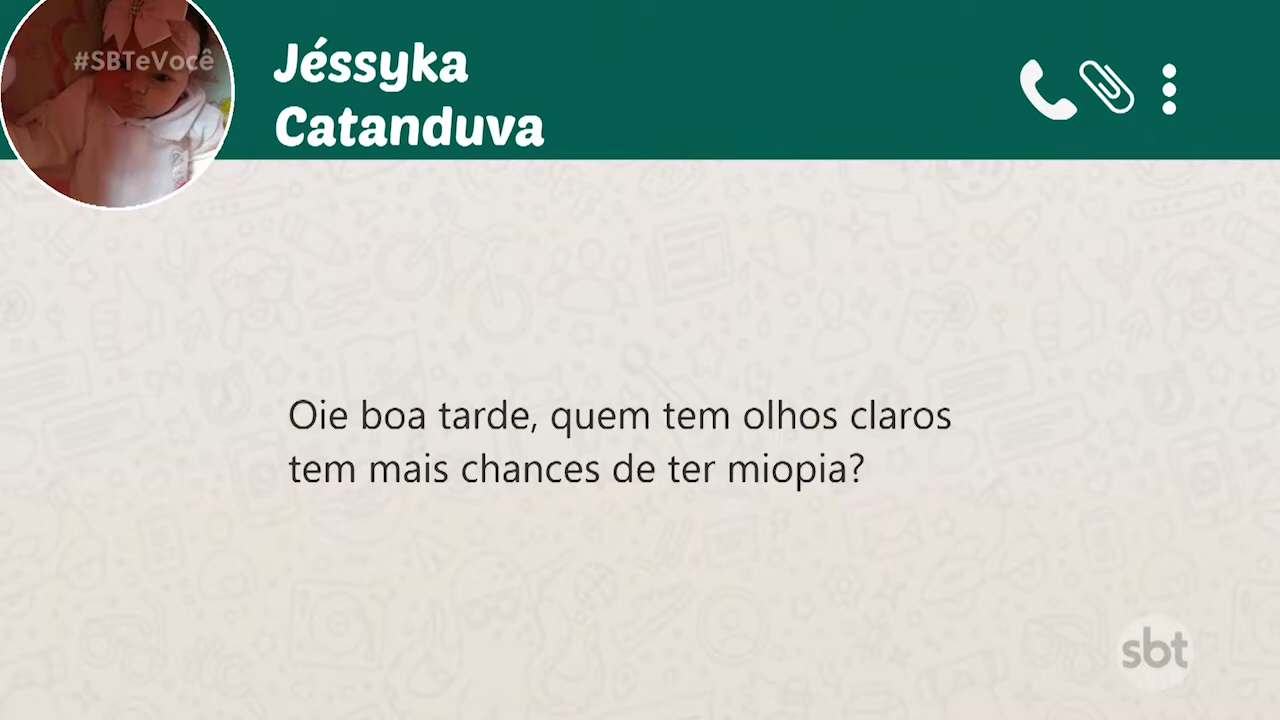 #SBTeVocê
Jéssyka
Catanduva
Oie boa tarde, quem tem olhos claros
tem mais chances de ter miopia?
sbt